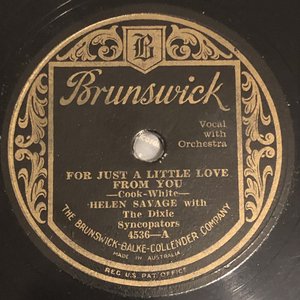 B
Brunswick
Vocal
with
Orchestra
FOR JUST A LITTLE LOVE
FROM YOU
—Cook-White—
HELEN SAVAGE with
The Dixie
Syncopators
4536—A
THE BRUNSWICK-BALKE-COLLENDER COMPANY
MADE IN AUSTRALIA
REG. U.S. PAT. OFFICE